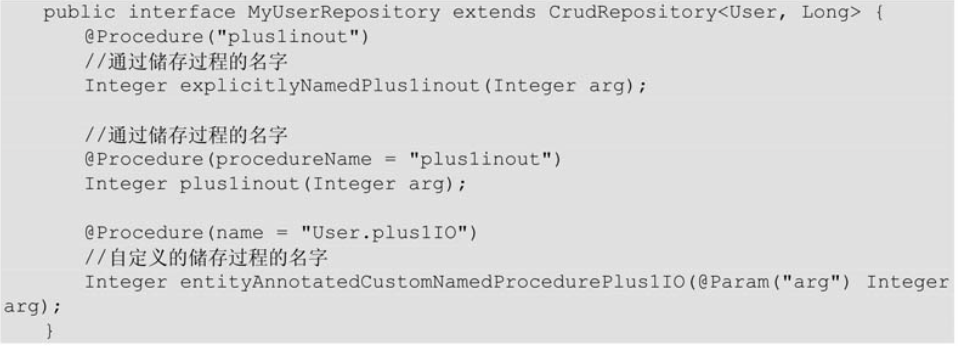 public interface MyUserRepository extends CrudRepository<User, Long> {
@Procedure("plus1inout")
//通过储存过程的名字
Integer explicitlyNamedPlus1inout(Integer arg);
//通过储存过程的名字
@Procedure(procedureName = "plus1inout")
Integer plus1inout(Integer arg);
@Procedure(name = "User.plus1IO")
//自定义的储存过程的名字
Integer entityAnnotatedCustomNamedProcedurePlus1IO(@Param("arg") Integer
arg);
}